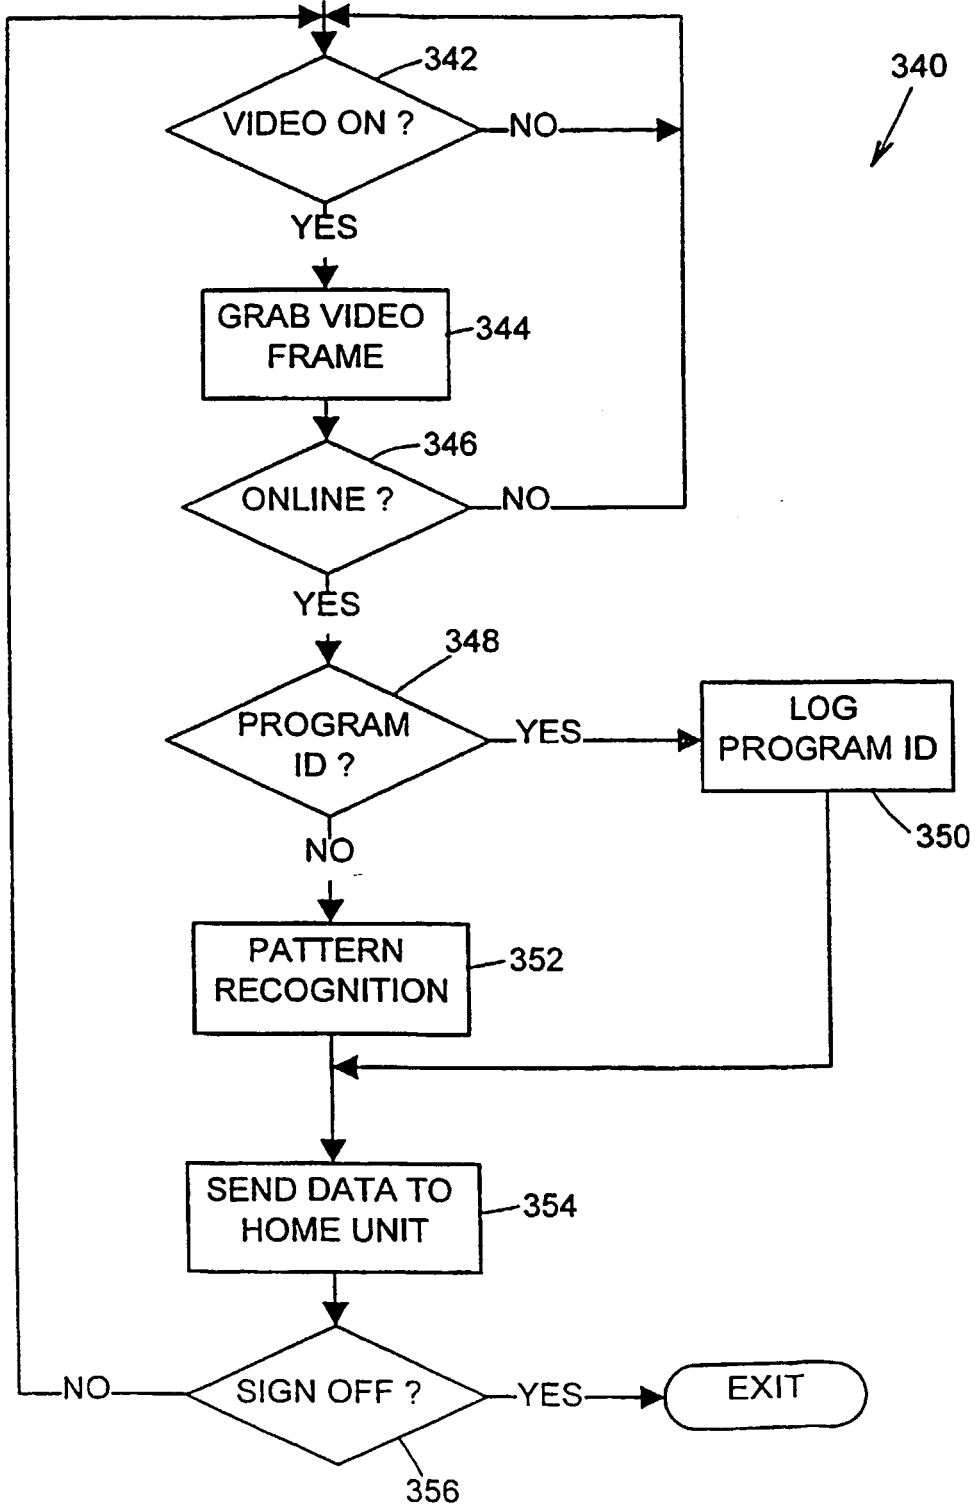 342
340
VIDEO ON ?
NO
YES
GRAB VIDEO
FRAME
344
346
ONLINE ?
NO
YES
348
PROGRAM
ID ?
YES
LOG
PROGRAM ID
350
NO
PATTERN
RECOGNITION
352
SEND DATA TO
HOME UNIT
354
NO
SIGN OFF ?
YES
EXIT
356